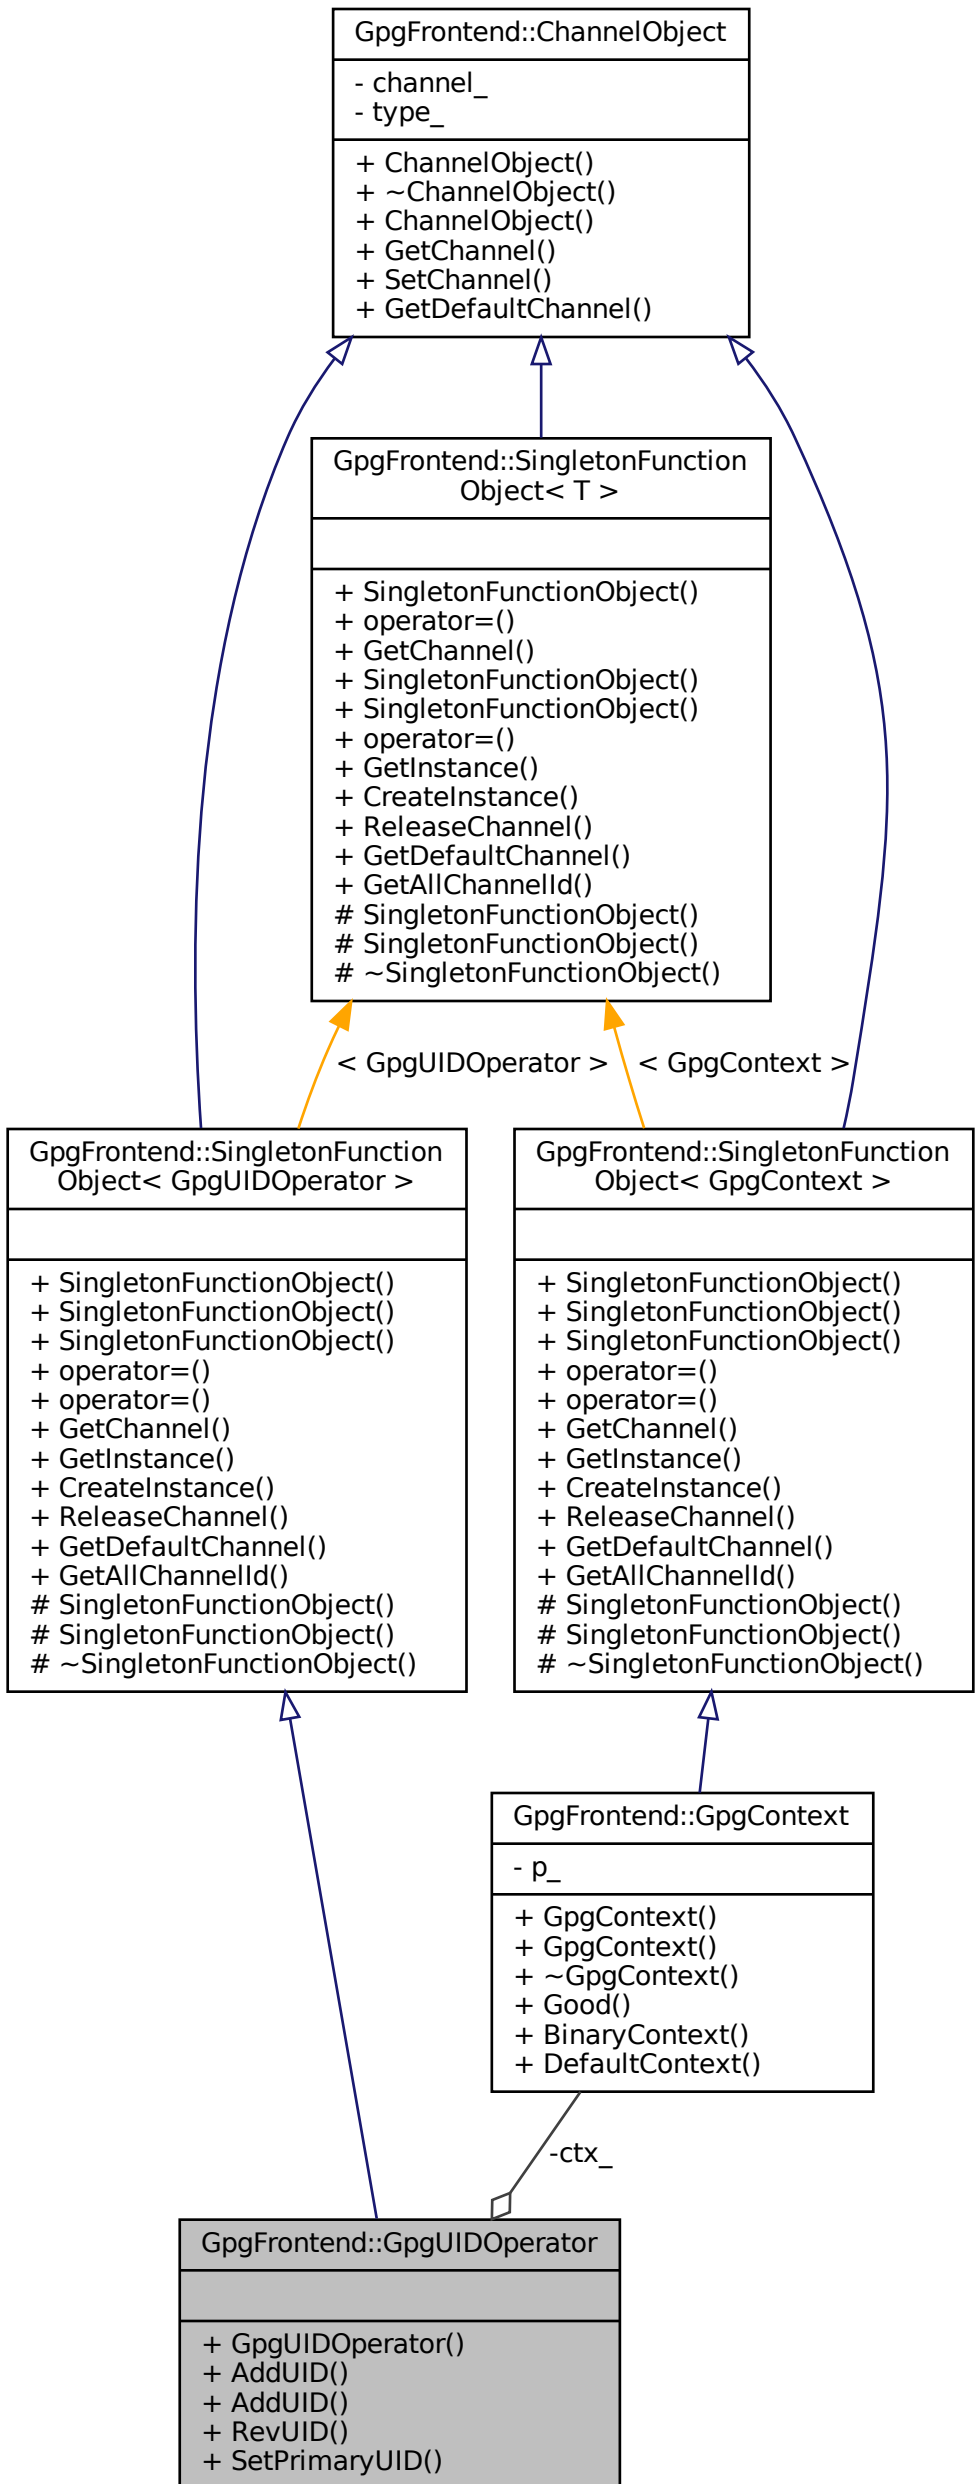 GpgFrontend::ChannelObject
- channel_
- type_
+ ChannelObject()
+ ~ChannelObject()
+ ChannelObject()
+ GetChannel()
+ SetChannel()
+ GetDefaultChannel()
GpgFrontend::SingletonFunction
Object< T >
+ SingletonFunctionObject()
+ operator=()
+ GetChannel()
+ SingletonFunctionObject()
+ SingletonFunctionObject()
+ operator=()
+ GetInstance()
+ CreateInstance()
+ ReleaseChannel()
+ GetDefaultChannel()
+ GetAllChannelId()
# SingletonFunctionObject()
# SingletonFunctionObject()
# ~SingletonFunctionObject()
< GpgUIDOperator >
< GpgContext >
GpgFrontend::SingletonFunction
Object< GpgUIDOperator >
+ SingletonFunctionObject()
+ SingletonFunctionObject()
+ SingletonFunctionObject()
+ operator=()
+ operator=()
+ GetChannel()
+ GetInstance()
+ CreateInstance()
+ ReleaseChannel()
+ GetDefaultChannel()
+ GetAllChannelId()
# SingletonFunctionObject()
# SingletonFunctionObject()
# ~SingletonFunctionObject()
GpgFrontend::SingletonFunction
Object< GpgContext >
+ SingletonFunctionObject()
+ SingletonFunctionObject()
+ SingletonFunctionObject()
+ operator=()
+ operator=()
+ GetChannel()
+ GetInstance()
+ CreateInstance()
+ ReleaseChannel()
+ GetDefaultChannel()
+ GetAllChannelId()
# SingletonFunctionObject()
# SingletonFunctionObject()
# ~SingletonFunctionObject()
GpgFrontend::GpgContext
- p_
+ GpgContext()
+ GpgContext()
+ ~GpgContext()
+ Good()
+ BinaryContext()
+ DefaultContext()
-ctx_
GpgFrontend::GpgUIDOperator
+ GpgUIDOperator()
+ AddUID()
+ AddUID()
+ RevUID()
+ SetPrimaryUID()